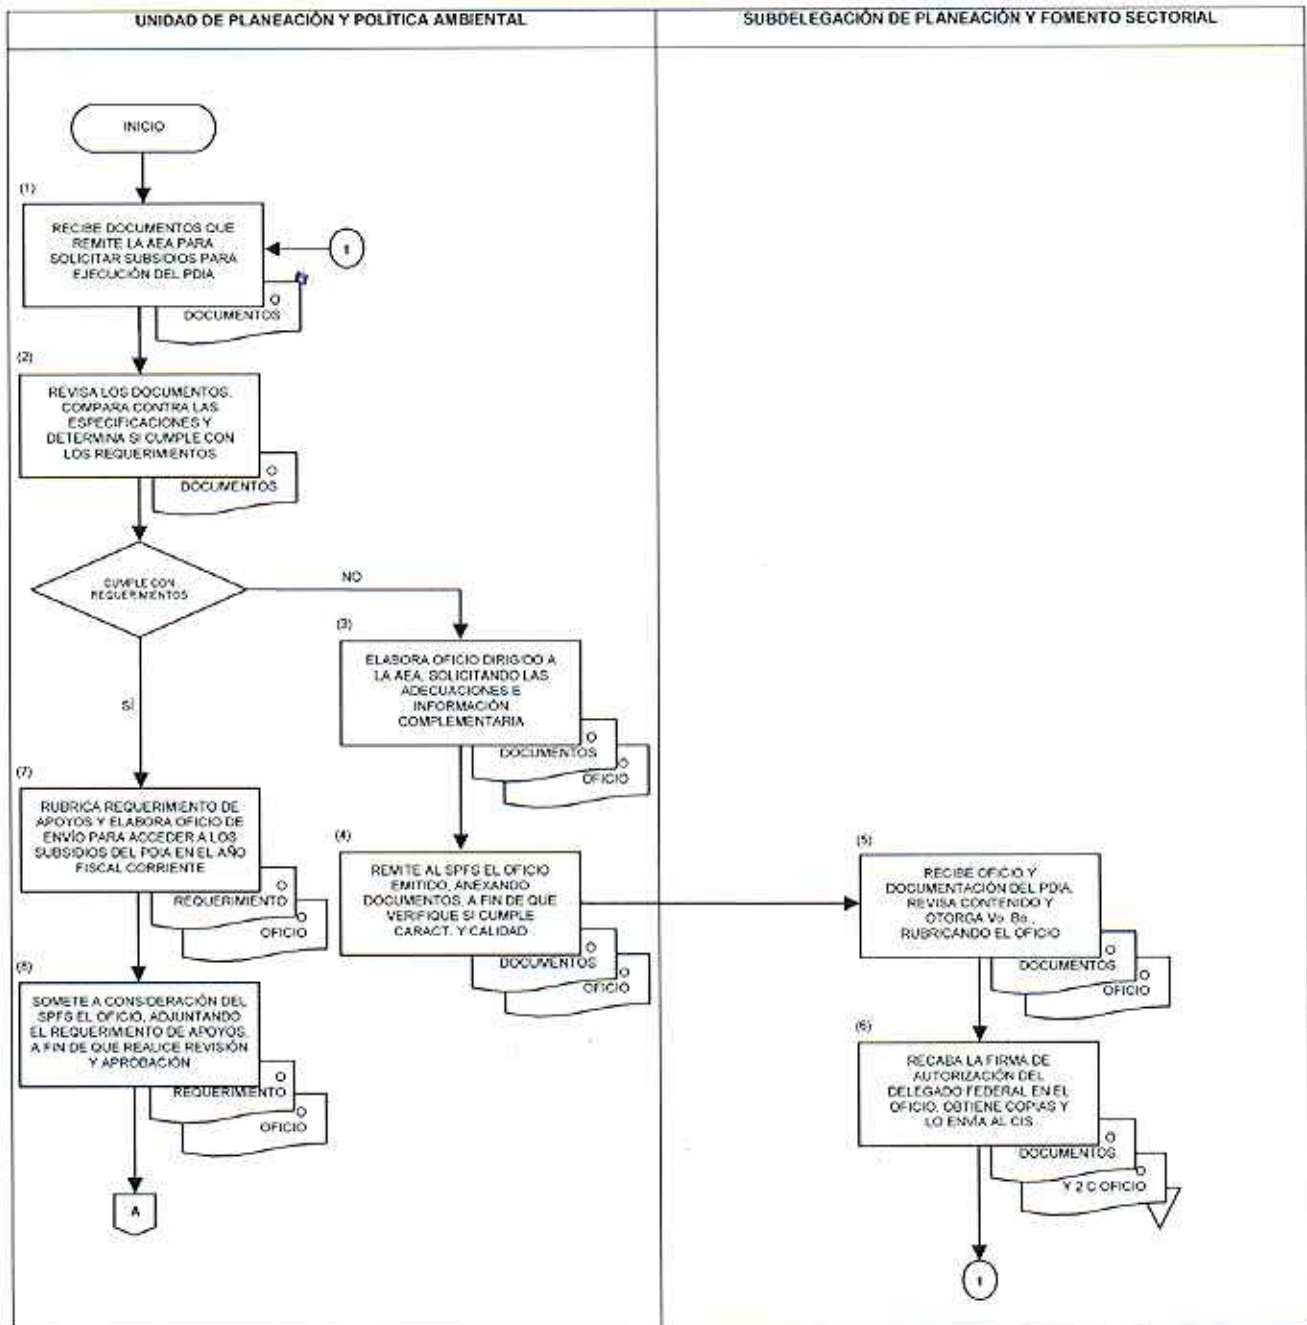 UNIDAD DE PLANEACIÓN Y POLÍTICA AMBIENTAL
SUBDELEGACIÓN DE PLANEACIÓN Y FOMENTO SECTORIAL
INICIO
(1)
RECIBE DOCUMENTOS QUE
REMITE LA AEA PARA
SOLICITAR SUBSIDIOS PARA
EJECUCIÓN DEL PDIA
1
O
DOCUMENTOS
(2)
REVISA LOS DOCUMENTOS,
COMPARA CONTRA LAS
ESPECIFICACIONES Y
DETERMINA SI CUMPLE CON
LOS REQUERIMIENTOS
O
DOCUMENTOS
CUMPLE CON
REQUERIMIENTOS
NO
SÍ
(3)
ELABORA OFICIO DIRIGIDO A
LA AEA, SOLICITANDO LAS
ADECUACIONES E
INFORMACIÓN
COMPLEMENTARIA
O
DOCUMENTOS
O
OFICIO
(7)
RUBRICA REQUERIMIENTO DE
APOYOS Y ELABORA OFICIO DE
ENVÍO PARA ACCEDER A LOS
SUBSIDIOS DEL PDIA EN EL AÑO
FISCAL CORRIENTE
O
REQUERIMIENTO
O
OFICIO
(4)
REMITE AL SPFS EL OFICIO
EMITIDO, ANEXANDO
DOCUMENTOS, A FIN DE QUE
VERIFIQUE SI CUMPLE
CARACT. Y CALIDAD
O
DOCUMENTOS
O
OFICIO
(5)
RECIBE OFICIO Y
DOCUMENTACIÓN DEL PDIA,
REVISA CONTENIDO Y
OTORGA Vo. Bo.,
RUBRICANDO EL OFICIO
O
DOCUMENTOS
O
OFICIO
(8)
SOMETE A CONSIDERACIÓN DEL
SPFS EL OFICIO, ADJUNTANDO
EL REQUERIMIENTO DE APOYOS,
A FIN DE QUE REALICE REVISIÓN
Y APROBACIÓN
O
REQUERIMIENTO
O
OFICIO
A
(6)
RECABA LA FIRMA DE
AUTORIZACIÓN DEL
DELEGADO FEDERAL EN EL
OFICIO, OBTIENE COPIAS Y
LO ENVÍA AL CIS
O
DOCUMENTOS
O
Y 2 C OFICIO
1